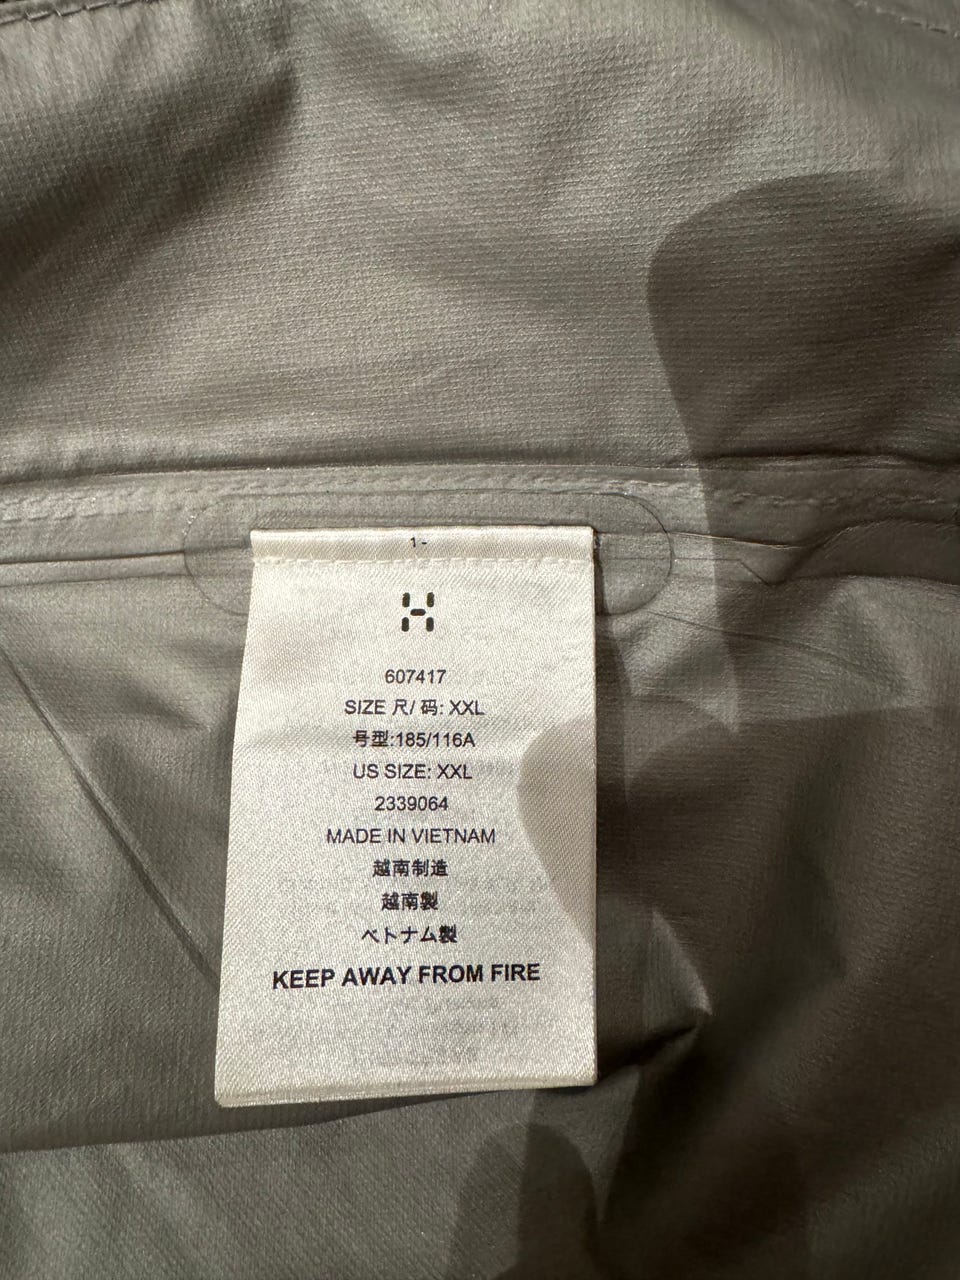 1-
607417
SIZE 尺/ 码: XXL
号型:185/116A
US SIZE: XXL
2339064
MADE IN VIETNAM
越南制造
越南製
ベトナム製
KEEP AWAY FROM FIRE